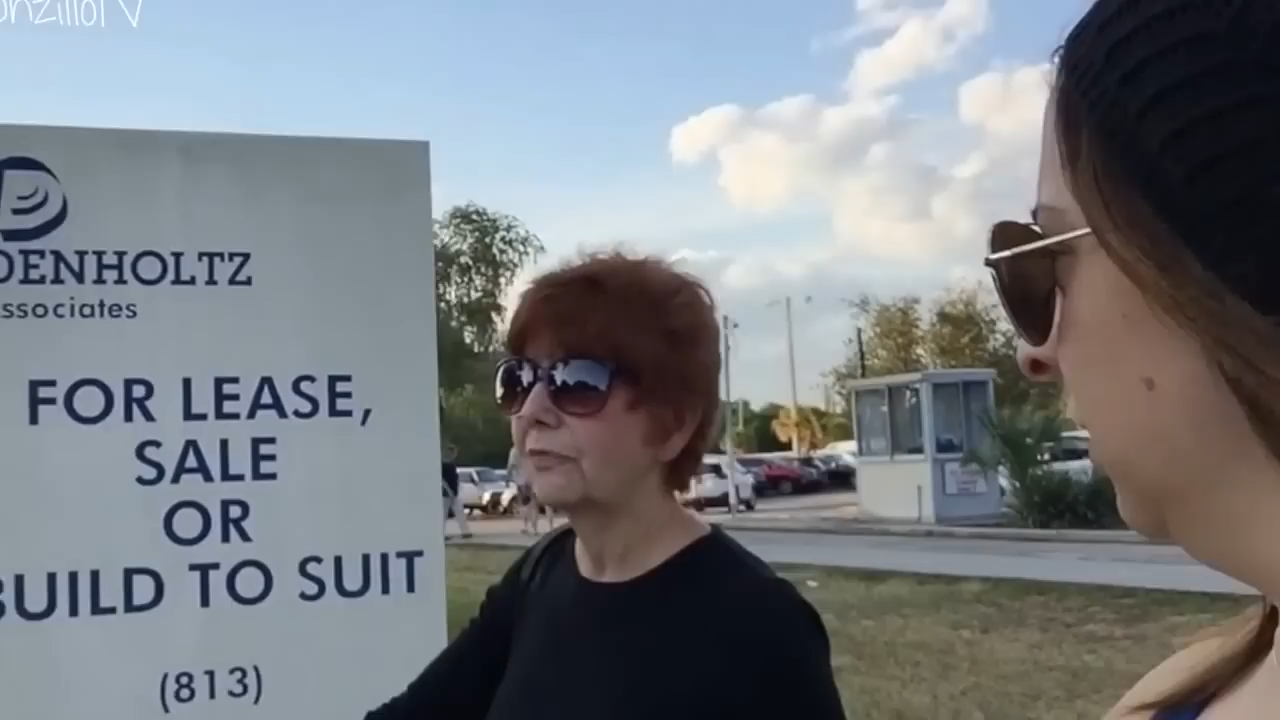 DENHOLTZ
ssociates
FOR LEASE,
SALE
OR
BUILD TO SUIT
(813)